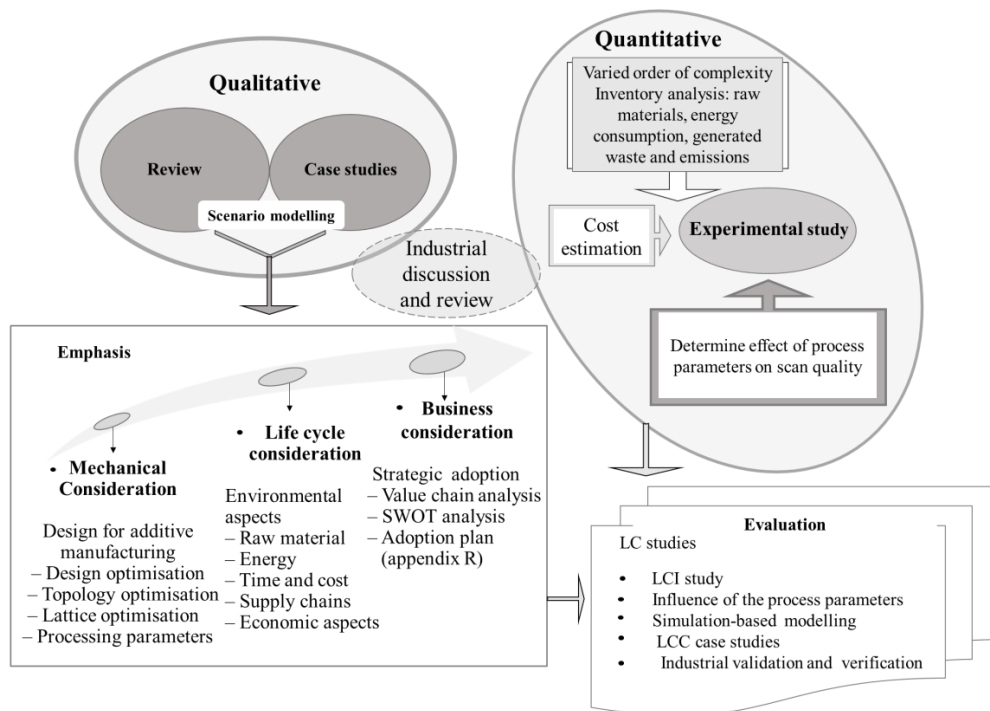 Qualitative
Review
Case studies
Scenario modelling
Industrial
discussion
and review
Quantitative
Varied order of complexity
Inventory analysis: raw
materials, energy
consumption, generated
waste and emissions
Cost
estimation
Experimental study
Determine effect of process
parameters on scan quality
Emphasis
• Mechanical
Consideration
Design for additive
manufacturing
– Design optimisation
– Topology optimisation
– Lattice optimisation
– Processing parameters
• Life cycle
consideration
Environmental
aspects
– Raw material
– Energy
– Time and cost
– Supply chains
– Economic aspects
• Business
consideration
Strategic adoption
– Value chain analysis
– SWOT analysis
– Adoption plan
(appendix R)
Evaluation
LC studies
• LCI study
• Influence of the process parameters
• Simulation-based modelling
• LCC case studies
• Industrial validation and verification